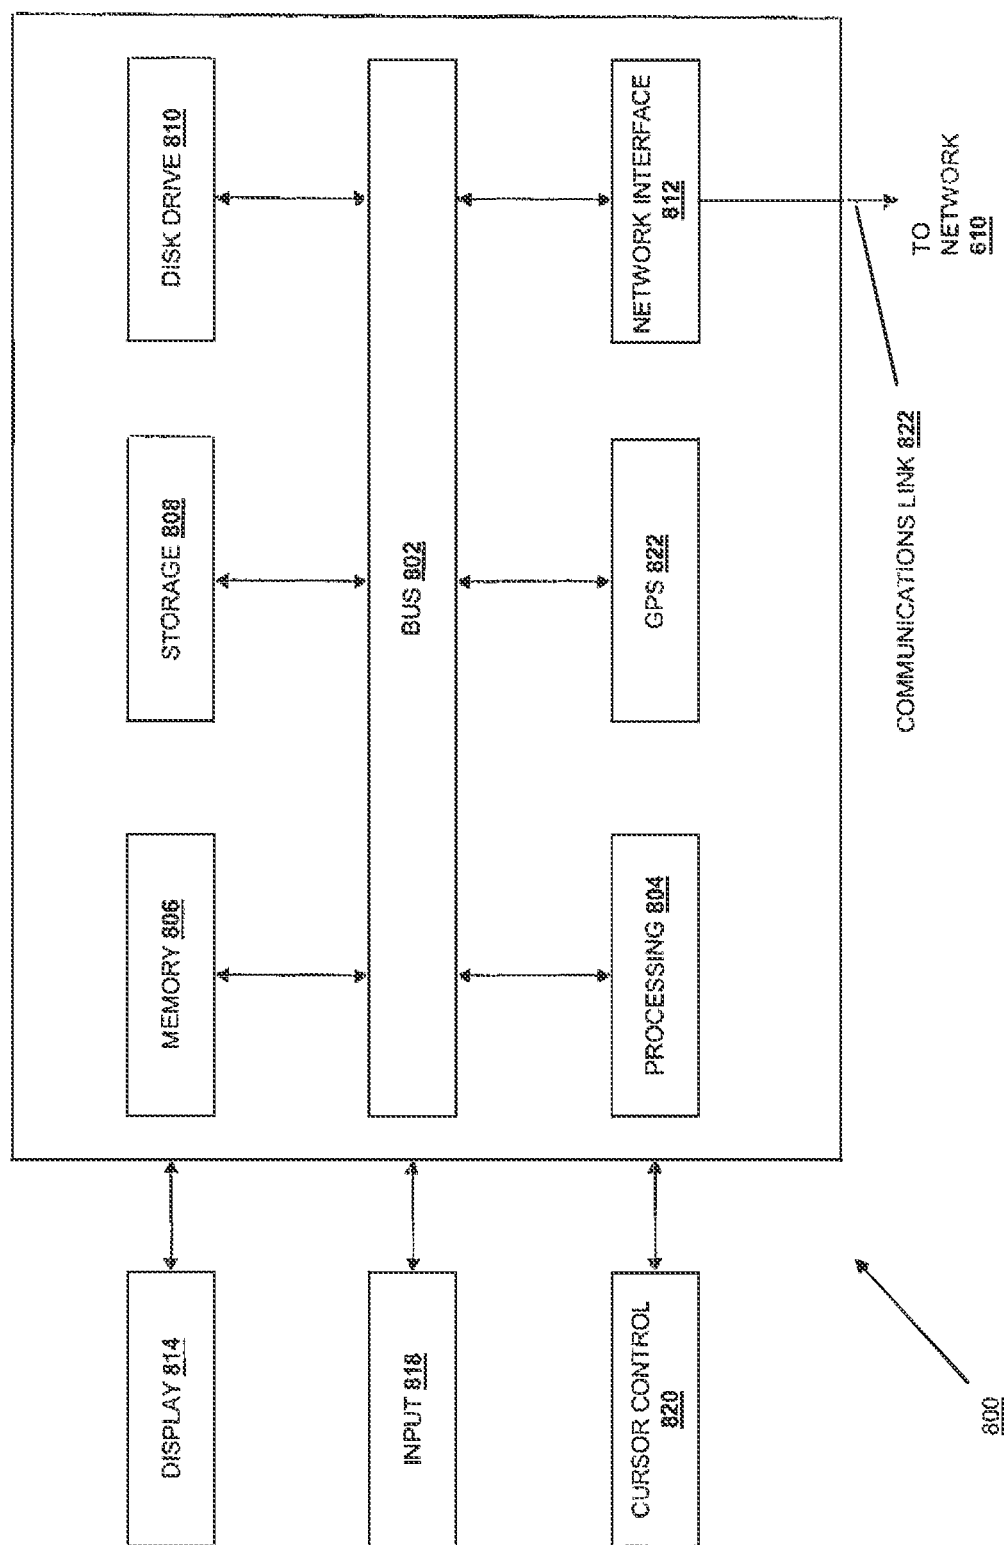 DISPLAY 814
MEMORY 806
STORAGE 808
DISK DRIVE 810
INPUT 818
BUS 802
CURSOR CONTROL
820
PROCESSING 804
GPS 822
NETWORK INTERFACE
812
COMMUNICATIONS LINK 822
TO
NETWORK
610
800